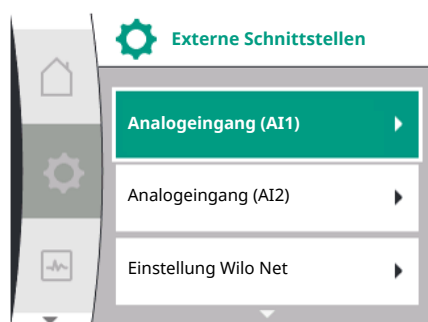 Externe Schnittstellen
Analogeingang (AI1)
Analogeingang (AI2)
Einstellung Wilo Net